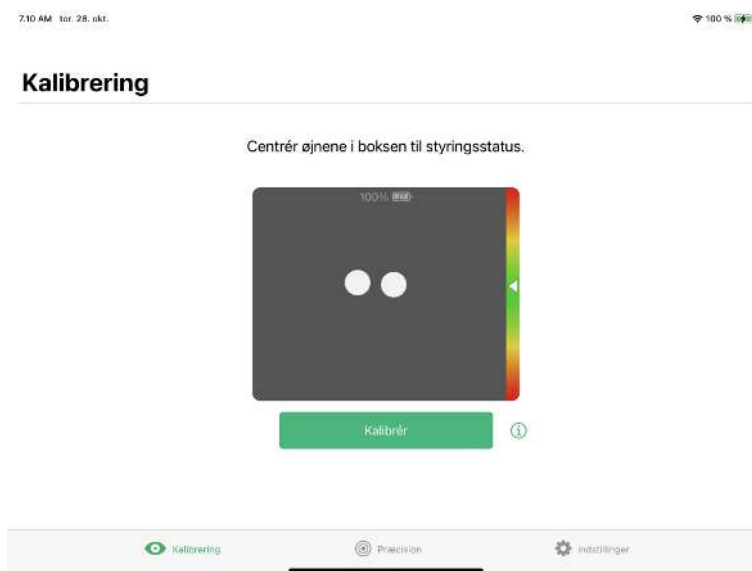 7.10 AM tor. 28. okt.
100 %
Kalibrering
Centrér øjnene i boksen til styringsstatus.
100%
Kalibrér
Kalibrering
Præcision
Indstillinger